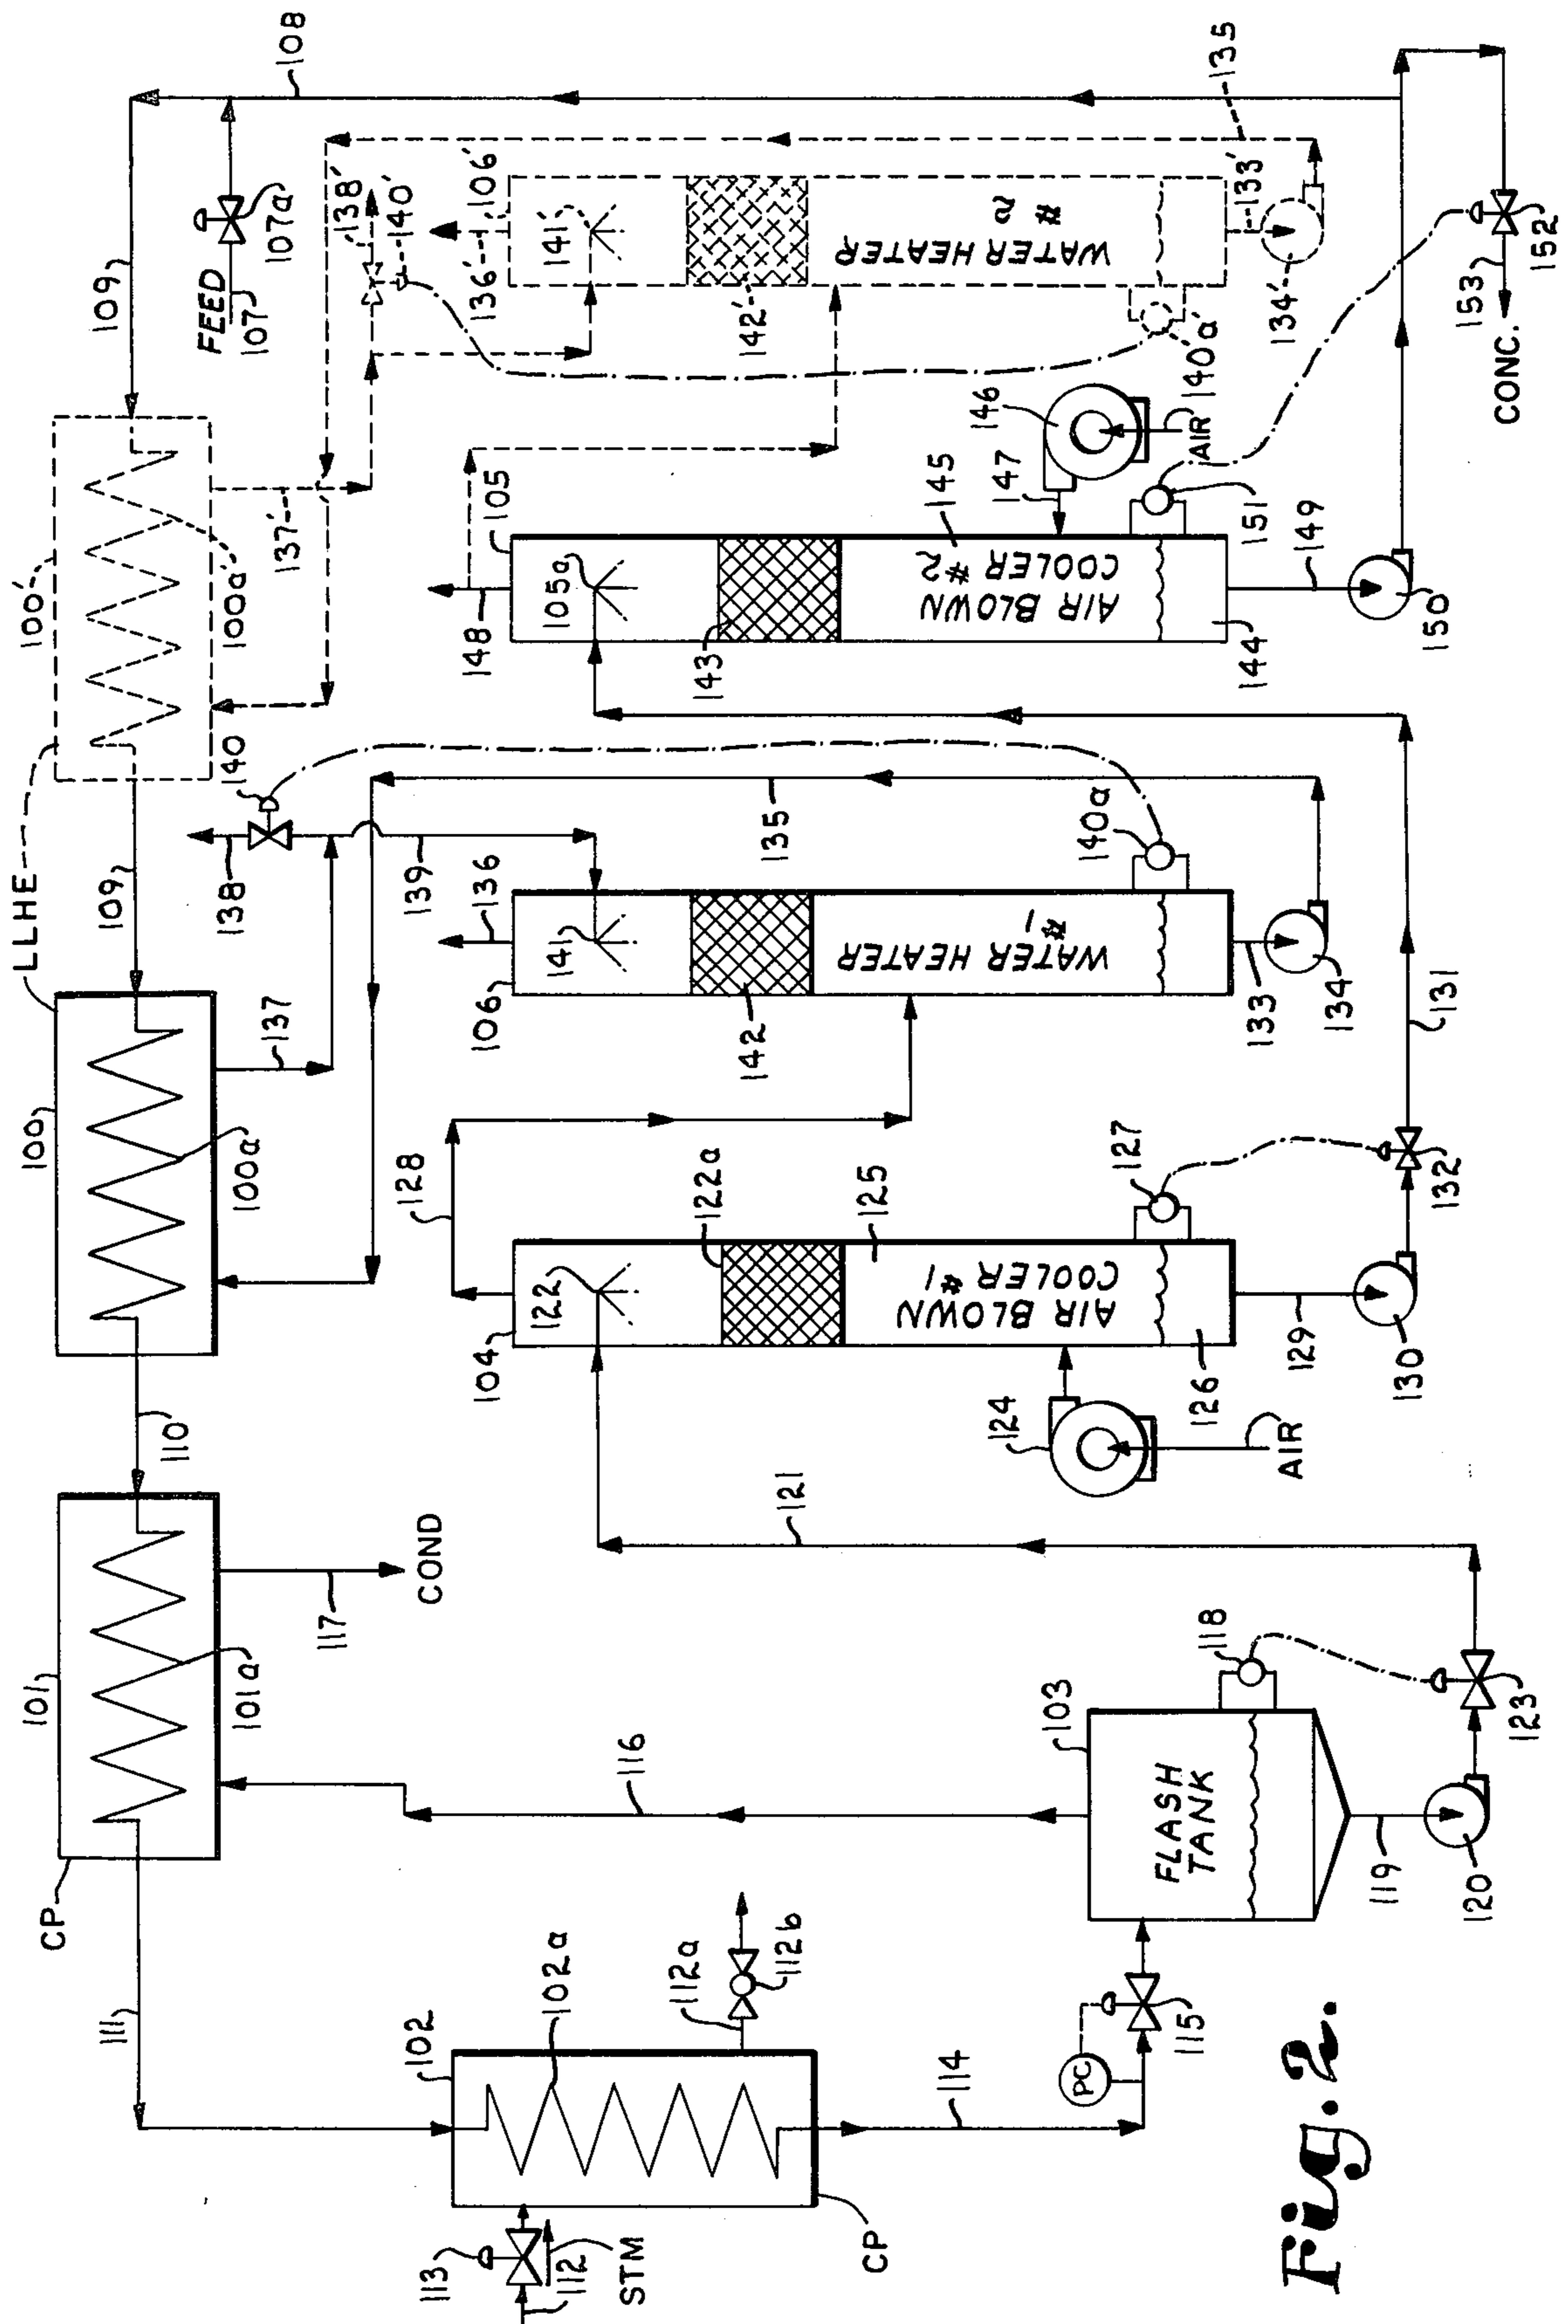 CP 101 100 LLHE 100'
111 110 109 109
101a 100a 100a' 108
FEED
107 107a
117 137 138 140 137' 138'
COND 140'
113 102 128 139 136 148 136' 106'
112 104 106 105
STM 102a 121 122 141 105a 141'
112a 122a 142 143 142'
112b
116 125 135 147 146
CP 124 145
114 103 127 140a 140a
PC FLASH TANK AIR BLOWN COOLER #1 WATER HEATER #1 AIR BLOWN COOLER #2 WATER HEATER #2
115 118 126 AIR 144 151 AIR 135
119 129 133 149 133'
120 130 134 150 134'
123 132 131 153 152
CONC.
Fig. 2.